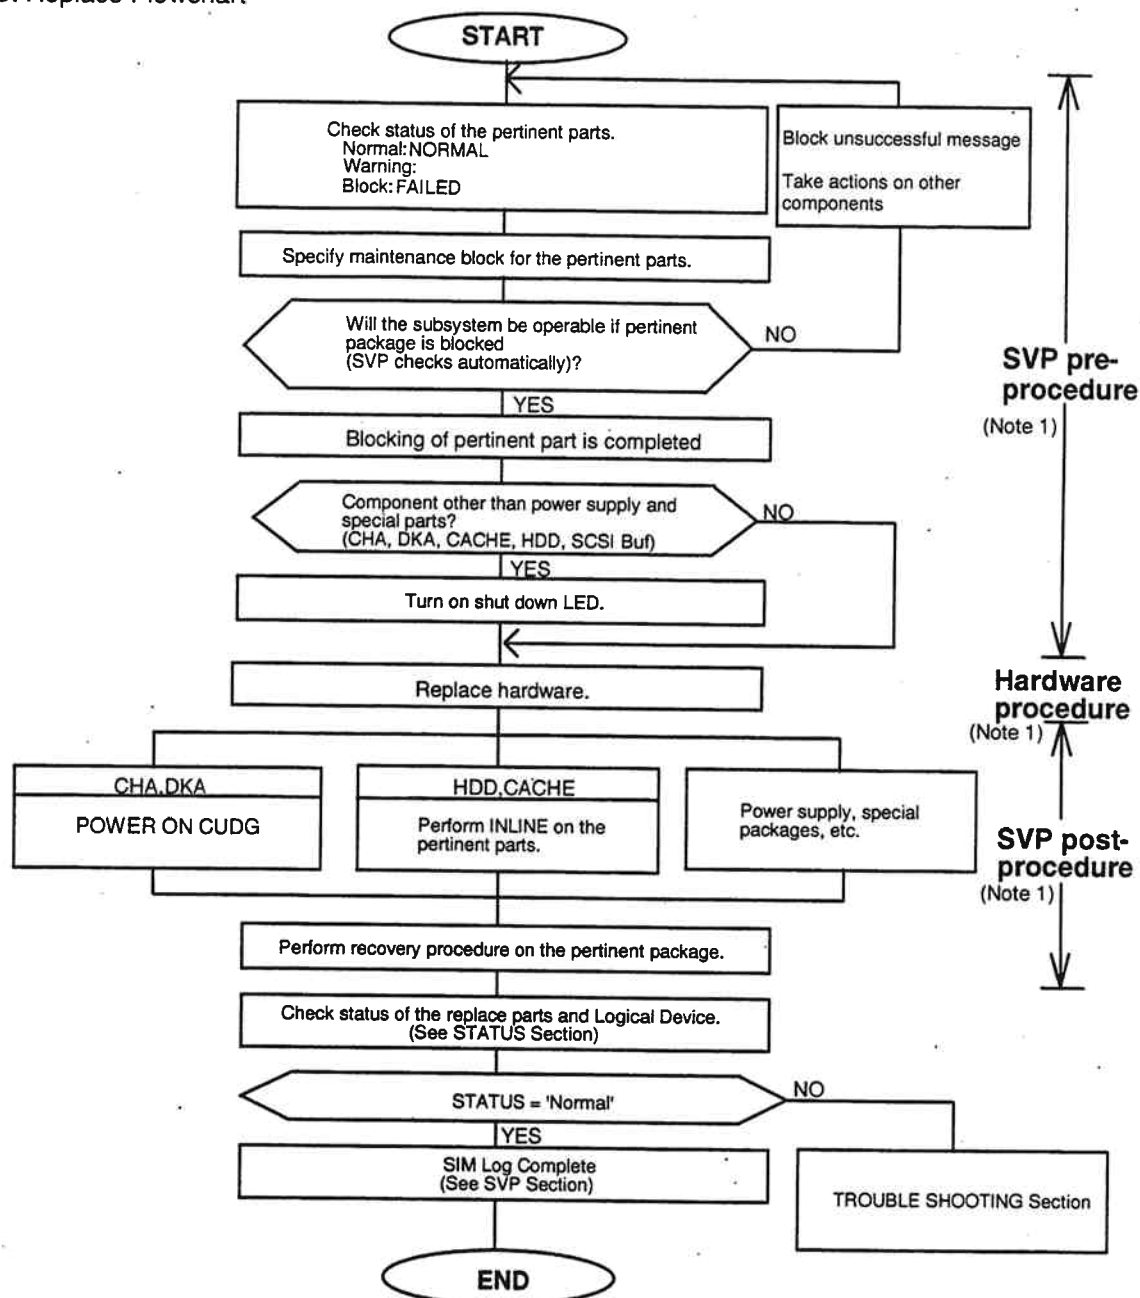 Replace Flowchart
START
Check status of the pertinent parts.
Normal:NORMAL
Warning:
Block:FAILED
Block unsuccessful message
Take actions on other
components
Specify maintenance block for the pertinent parts.
Will the subsystem be operable if pertinent
package is blocked
(SVP checks automatically)?
NO
YES
SVP pre-
procedure
(Note 1)
Blocking of pertinent part is completed
Component other than power supply and
special parts?
(CHA, DKA, CACHE, HDD, SCSI Buf)
NO
YES
Turn on shut down LED.
Replace hardware.
Hardware
procedure
(Note 1)
CHA,DKA
POWER ON CUDG
HDD,CACHE
Perform INLINE on the
pertinent parts.
Power supply, special
packages, etc.
SVP post-
procedure
(Note 1)
Perform recovery procedure on the pertinent package.
Check status of the replace parts and Logical Device.
(See STATUS Section)
STATUS = 'Normal'
NO
YES
SIM Log Complete
(See SVP Section)
TROUBLE SHOOTING Section
END